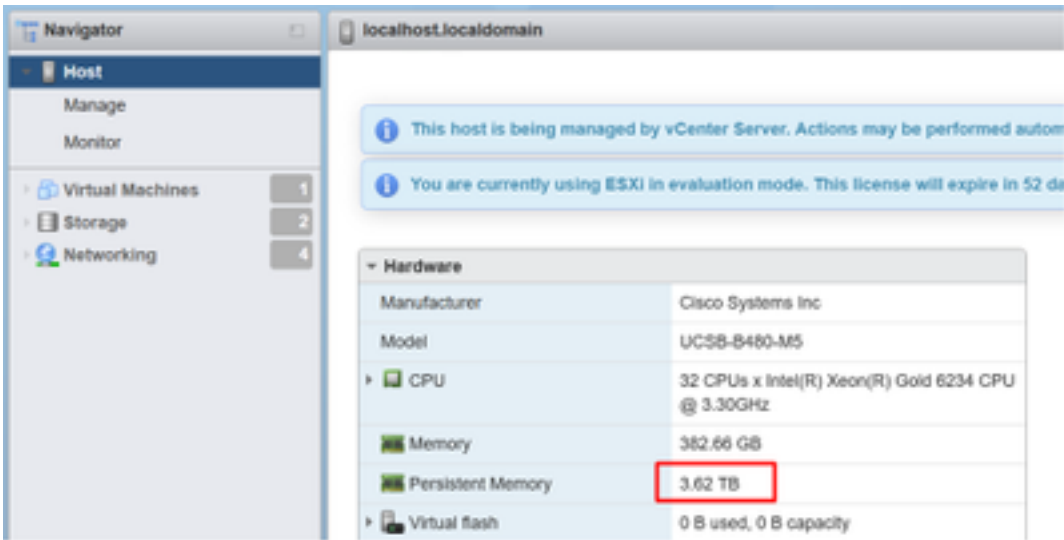 Navigator
localhost.localdomain
Host
Manage
Monitor
This host is being managed by vCenter Server. Actions may be performed autom
You are currently using ESXi in evaluation mode. This license will expire in 52 da
Virtual Machines 1
Storage 2
Networking 4
Hardware
Manufacturer Cisco Systems Inc
Model UCSB-B480-M5
CPU 32 CPUs x Intel(R) Xeon(R) Gold 6234 CPU
@ 3.30GHz
Memory 382.66 GB
Persistent Memory 3.62 TB
Virtual flash 0 B used, 0 B capacity